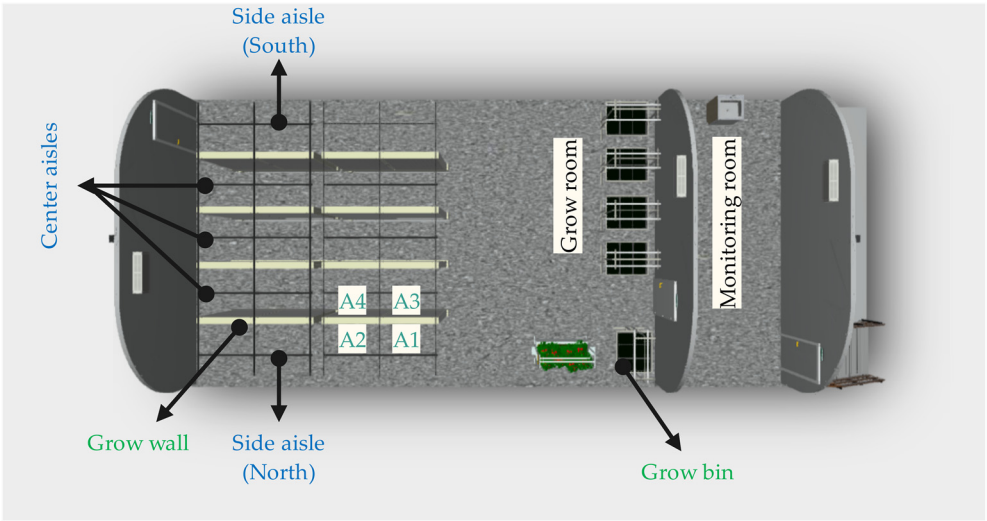 Side aisle
(South)
Center aisles
Grow room
Monitoring room
A4 A3
A2 A1
Grow wall
Side aisle
(North)
Grow bin